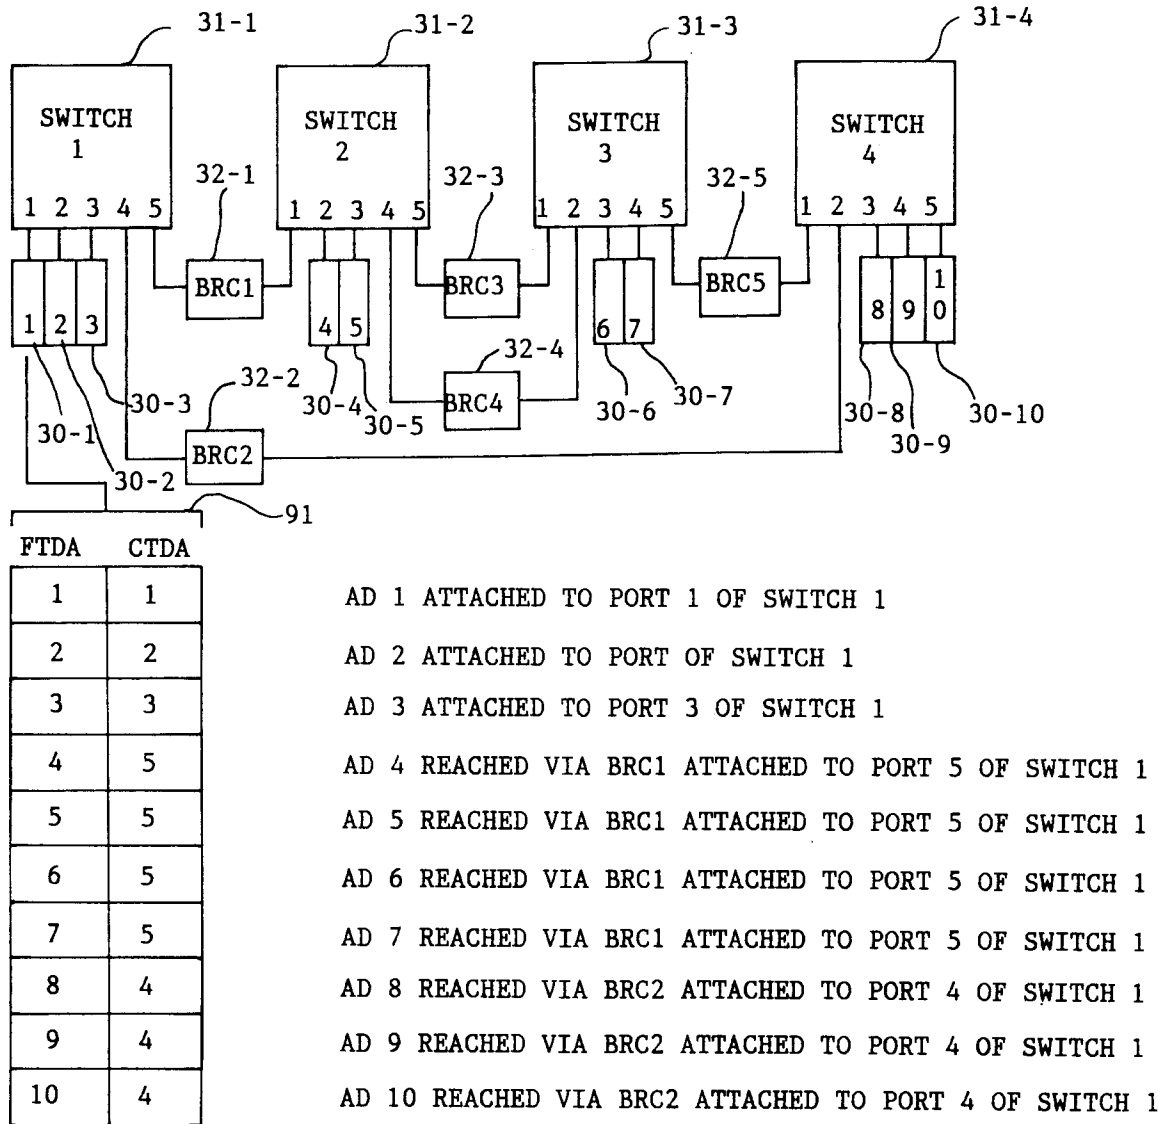 31-1 31-2 31-3 31-4
SWITCH 1
SWITCH 2
SWITCH 3
SWITCH 4
32-1 32-3 32-5
1 2 3 4 5
1 2 3 4 5
1 2 3 4 5
1 2 3 4 5
BRC1 BRC3 BRC5
1 2 3
4 5
6 7
8 9 10
32-2 32-4
BRC4
30-3 30-4 30-6 30-7 30-8 30-10
30-1 30-5 30-9
BRC2
30-2
91
FTDA CTDA
1 1 AD 1 ATTACHED TO PORT 1 OF SWITCH 1
2 2 AD 2 ATTACHED TO PORT OF SWITCH 1
3 3 AD 3 ATTACHED TO PORT 3 OF SWITCH 1
4 5 AD 4 REACHED VIA BRC1 ATTACHED TO PORT 5 OF SWITCH 1
5 5 AD 5 REACHED VIA BRC1 ATTACHED TO PORT 5 OF SWITCH 1
6 5 AD 6 REACHED VIA BRC1 ATTACHED TO PORT 5 OF SWITCH 1
7 5 AD 7 REACHED VIA BRC1 ATTACHED TO PORT 5 OF SWITCH 1
8 4 AD 8 REACHED VIA BRC2 ATTACHED TO PORT 4 OF SWITCH 1
9 4 AD 9 REACHED VIA BRC2 ATTACHED TO PORT 4 OF SWITCH 1
10 4 AD 10 REACHED VIA BRC2 ATTACHED TO PORT 4 OF SWITCH 1